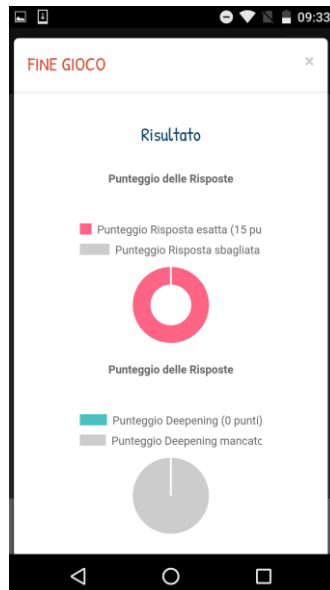 09:33
FINE GIOCO ×
Risultato
Punteggio delle Risposte
Punteggio Risposta esatta (15 pu
Punteggio Risposta sbagliata
Punteggio delle Risposte
Punteggio Deepening (0 punti)
Punteggio Deepening mancato